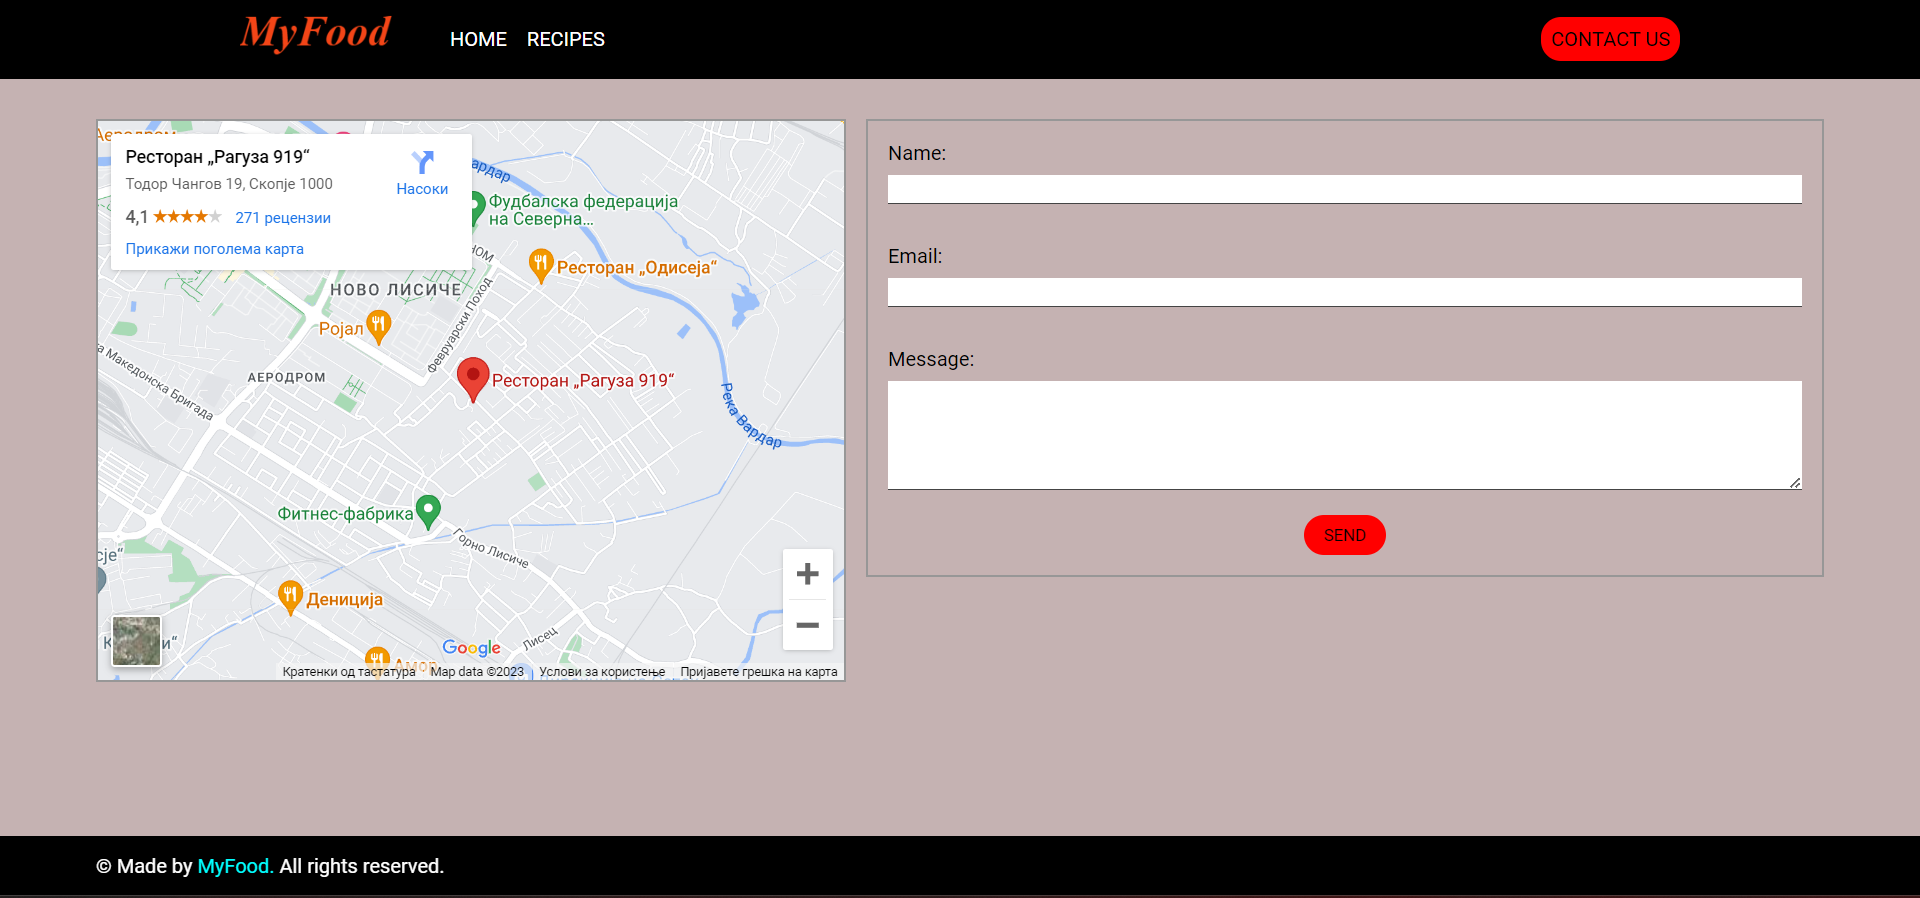 MyFood
HOME
RECIPES
CONTACT US
Аеродром
Ресторан „Рагуза 919“
Тодор Чангов 19, Скопје 1000
4,1
271 рецензии
Прикажи поголема карта
Насоки
Фудбалска федерација
на Северна...
Ресторан „Одисеја“
НОВО ЛИСИЧЕ
Ројал
Февруарски Поход
Ресторан „Рагуза 919“
АЕРОДРОМ
Македонска Бригада
Река Вардар
Фитнес-фабрика
Горно Лисиче
Дениција
Лисец
Амор
Google
Кратенки од тастатура
Map data ©2023
Услови за користење
Пријавете грешка на карта
Name:
Email:
Message:
SEND
© Made by MyFood. All rights reserved.